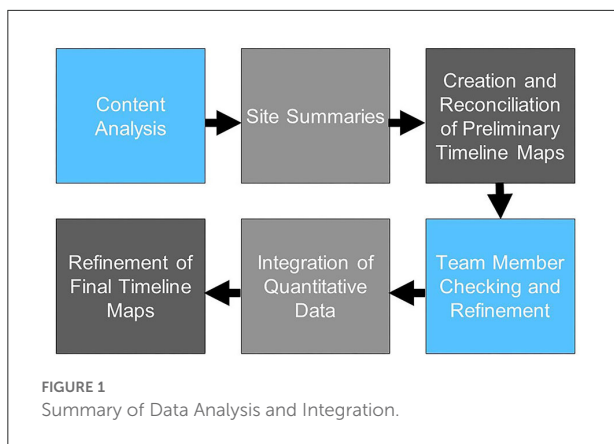 Content
Analysis
Site Summaries
Creation and
Reconciliation
of Preliminary
Timeline Maps
Refinement of
Final Timeline
Maps
Integration of
Quantitative
Data
Team Member
Checking and
Refinement
FIGURE 1
Summary of Data Analysis and Integration.